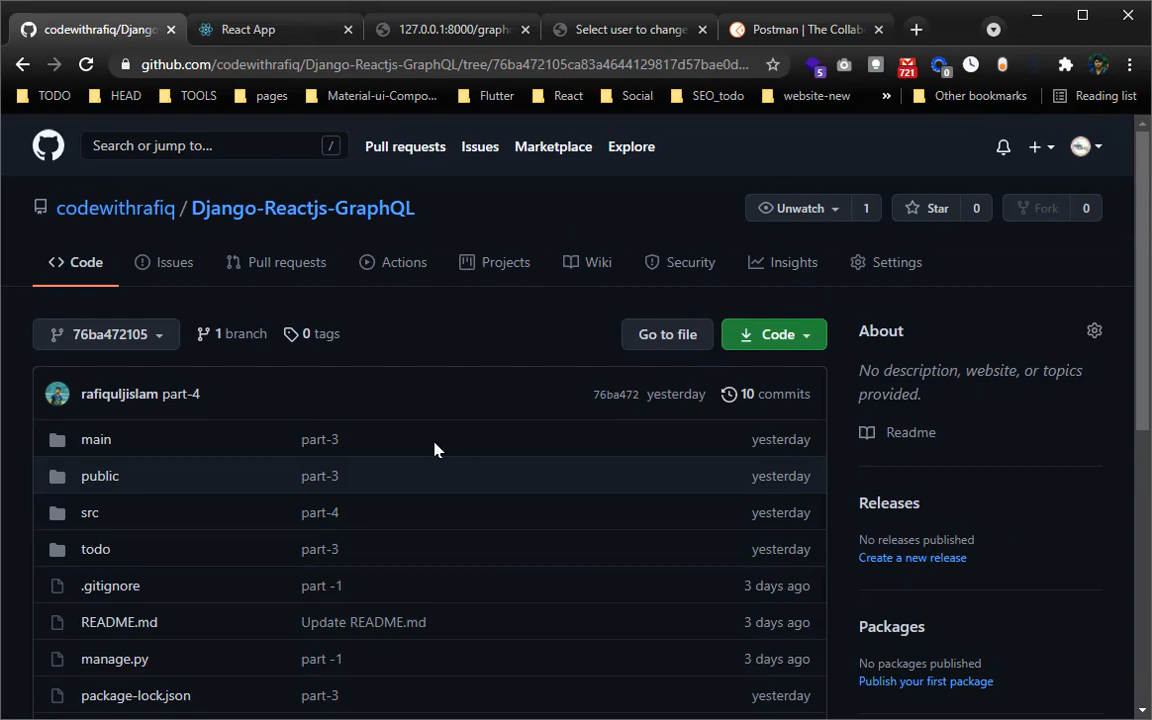 codewithrafiq/Django
React App
127.0.0.1:8000/graph
Select user to change
Postman | The Collab
github.com/codewithrafiq/Django-Reactjs-GraphQL/tree/76ba472105ca83a4644129817d57bae0d...
5
721
0
TODO
HEAD
TOOLS
pages
Material-ui-Compo...
Flutter
React
Social
SEO_todo
website-new
»
Other bookmarks
Reading list
Search or jump to...
/
Pull requests
Issues
Marketplace
Explore
codewithrafiq / Django-Reactjs-GraphQL
Unwatch
1
Star
0
Fork
0
Code
Issues
Pull requests
Actions
Projects
Wiki
Security
Insights
Settings
76ba472105
1 branch
0 tags
Go to file
Code
About
No description, website, or topics
provided.
Readme
rafiquljislam part-4
76ba472 yesterday
10 commits
main part-3 yesterday
public part-3 yesterday
src part-4 yesterday
todo part-3 yesterday
.gitignore part -1 3 days ago
README.md Update README.md 3 days ago
manage.py part -1 3 days ago
package-lock.json part-3 yesterday
Releases
No releases published
Create a new release
Packages
No packages published
Publish your first package